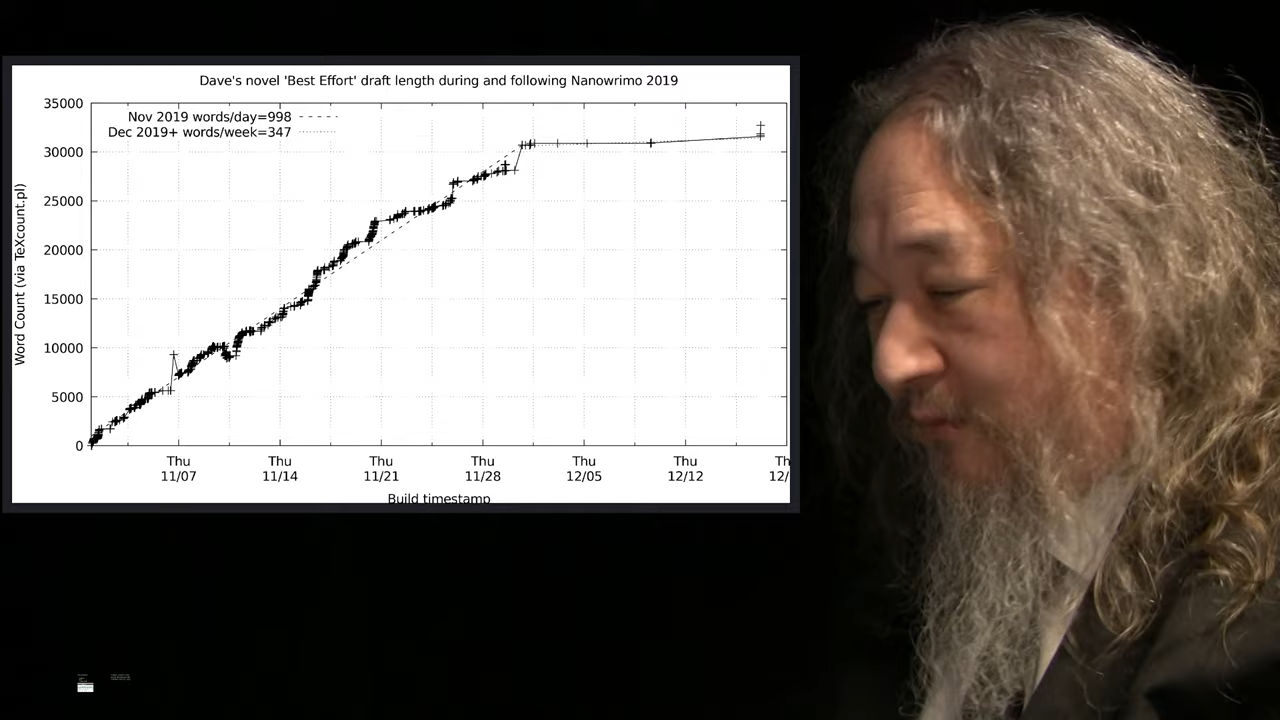 Dave's novel 'Best Effort' draft length during and following Nanowrimo 2019
35000
30000
25000
20000
15000
10000
5000
0
Nov 2019 words/day=998
Dec 2019+ words/week=347
Word Count (via TeXcount.pl)
Thu Thu Thu Thu Thu Thu Th
11/07 11/14 11/21 11/28 12/05 12/12 12/
Build timestamp